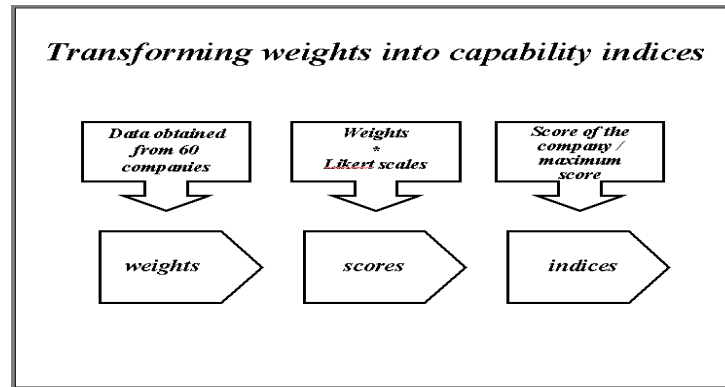 Transforming weights into capability indices
Data obtained
from 60
companies
Weights
*
Likert scales
Score of the
company /
maximum
score
weights
scores
indices